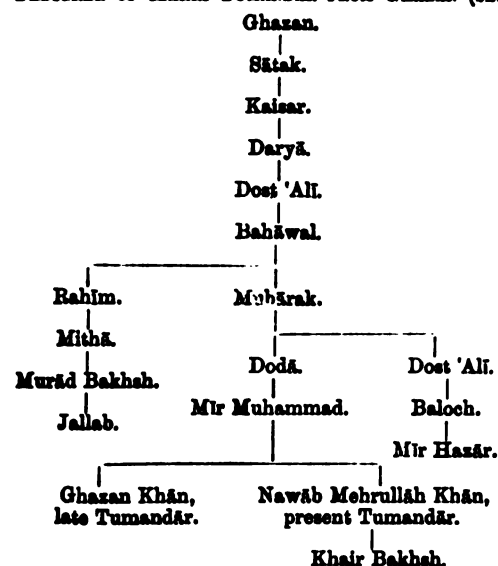 Ghazan.
Sātak.
Kaisar.
Daryā.
Dost 'Alī.
Bahāwal.
Rahīm. Mubārak.
Mithā.
Dodā. Dost 'Alī.
Murād Bakhsh.
Mīr Muhammad. Baloch.
Jallab.
Mīr Hazār.
Ghazan Khān, Nawāb Mehrullāh Khān,
late Tumandār. present Tumandār.
Khair Bakhsh.